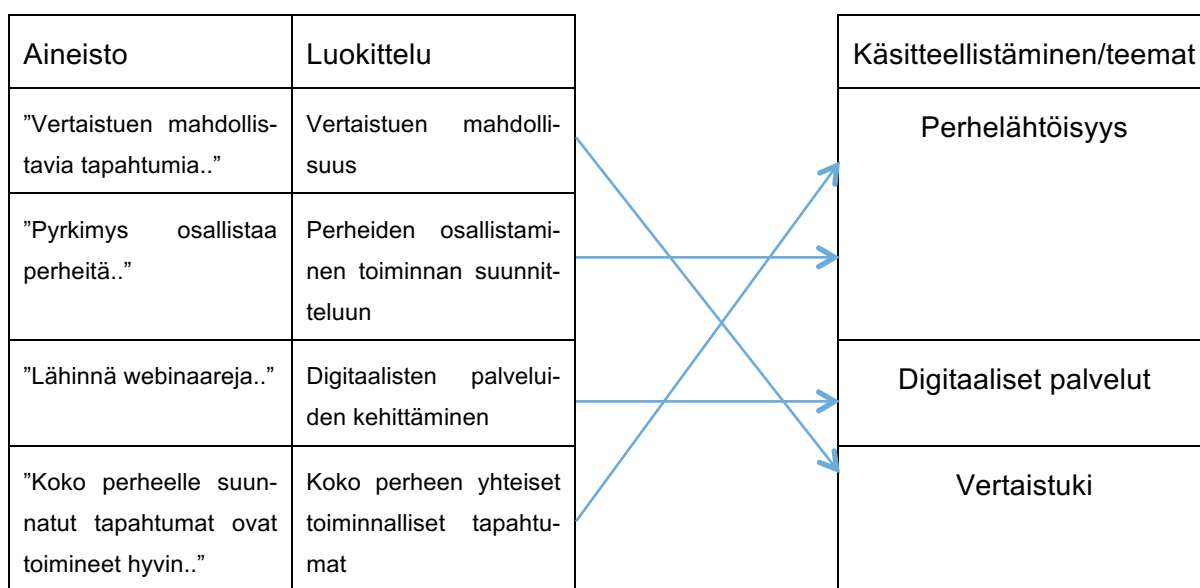 Aineisto
Luokittelu
Käsitteellistäminen/teemat
”Vertaistuen mahdollis-
tavia tapahtumia..”
Vertaistuen mahdolli-
suus
Perhelähtöisyys
”Pyrkimys osallistaa
perheitä..”
Perheiden osallistami-
nen toiminnan suunnit-
teluun
”Lähinnä webinaareja..”
Digitaalisten palvelui-
den kehittäminen
Digitaaliset palvelut
”Koko perheelle suun-
natut tapahtumat ovat
toimineet hyvin..”
Koko perheen yhteiset
toiminnalliset tapahtu-
mat
Vertaistuki